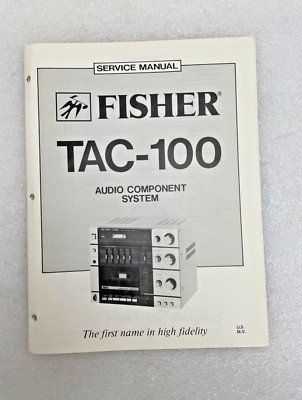 SERVICE MANUAL
FISHER®
TAC-100
AUDIO COMPONENT
SYSTEM
The first name in high fidelity
U.S.
M.V.